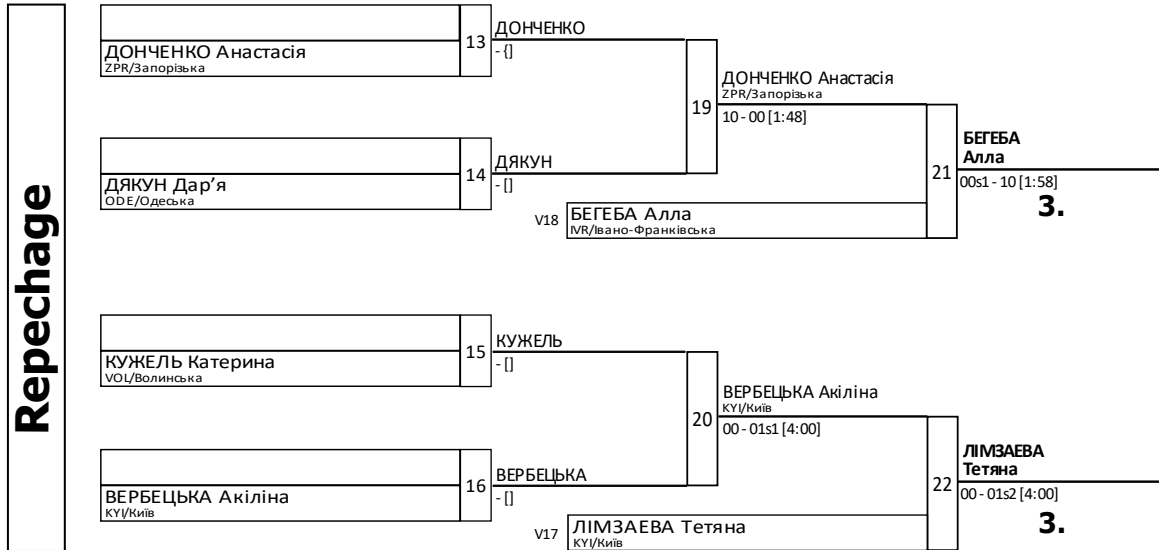 Repechage
ДОНЧЕНКО Анастасія
ZPR/Запорізька
13
ДОНЧЕНКО
- {]
ДЯКУН Дар’я
ODE/Одеська
14
ДЯКУН
- []
19
ДОНЧЕНКО Анастасія
ZPR/Запорізька
10 - 00 [1:48]
V18
БЕГЕБА Алла
IVR/Івано-Франківська
21
БЕГЕБА
Алла
00s1 - 10 [1:58]
3.
КУЖЕЛЬ Катерина
VOL/Волинська
15
КУЖЕЛЬ
- []
ВЕРБЕЦЬКА Акіліна
KYI/Київ
16
ВЕРБЕЦЬКА
- []
20
ВЕРБЕЦЬКА Акіліна
KYI/Київ
00 - 01s1 [4:00]
V17
ЛІМЗАЕВА Тетяна
KYI/Київ
22
ЛІМЗАЕВА
Тетяна
00 - 01s2 [4:00]
3.